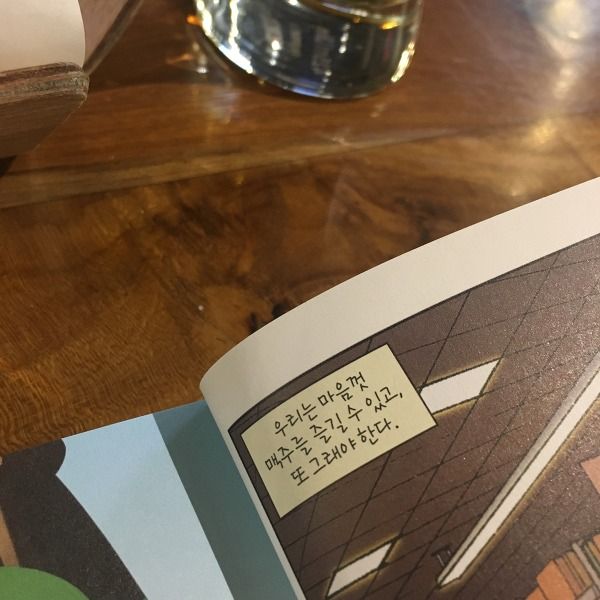 우리는 마음껏
맥주를 즐길 수 있고,
또 그래야 한다.